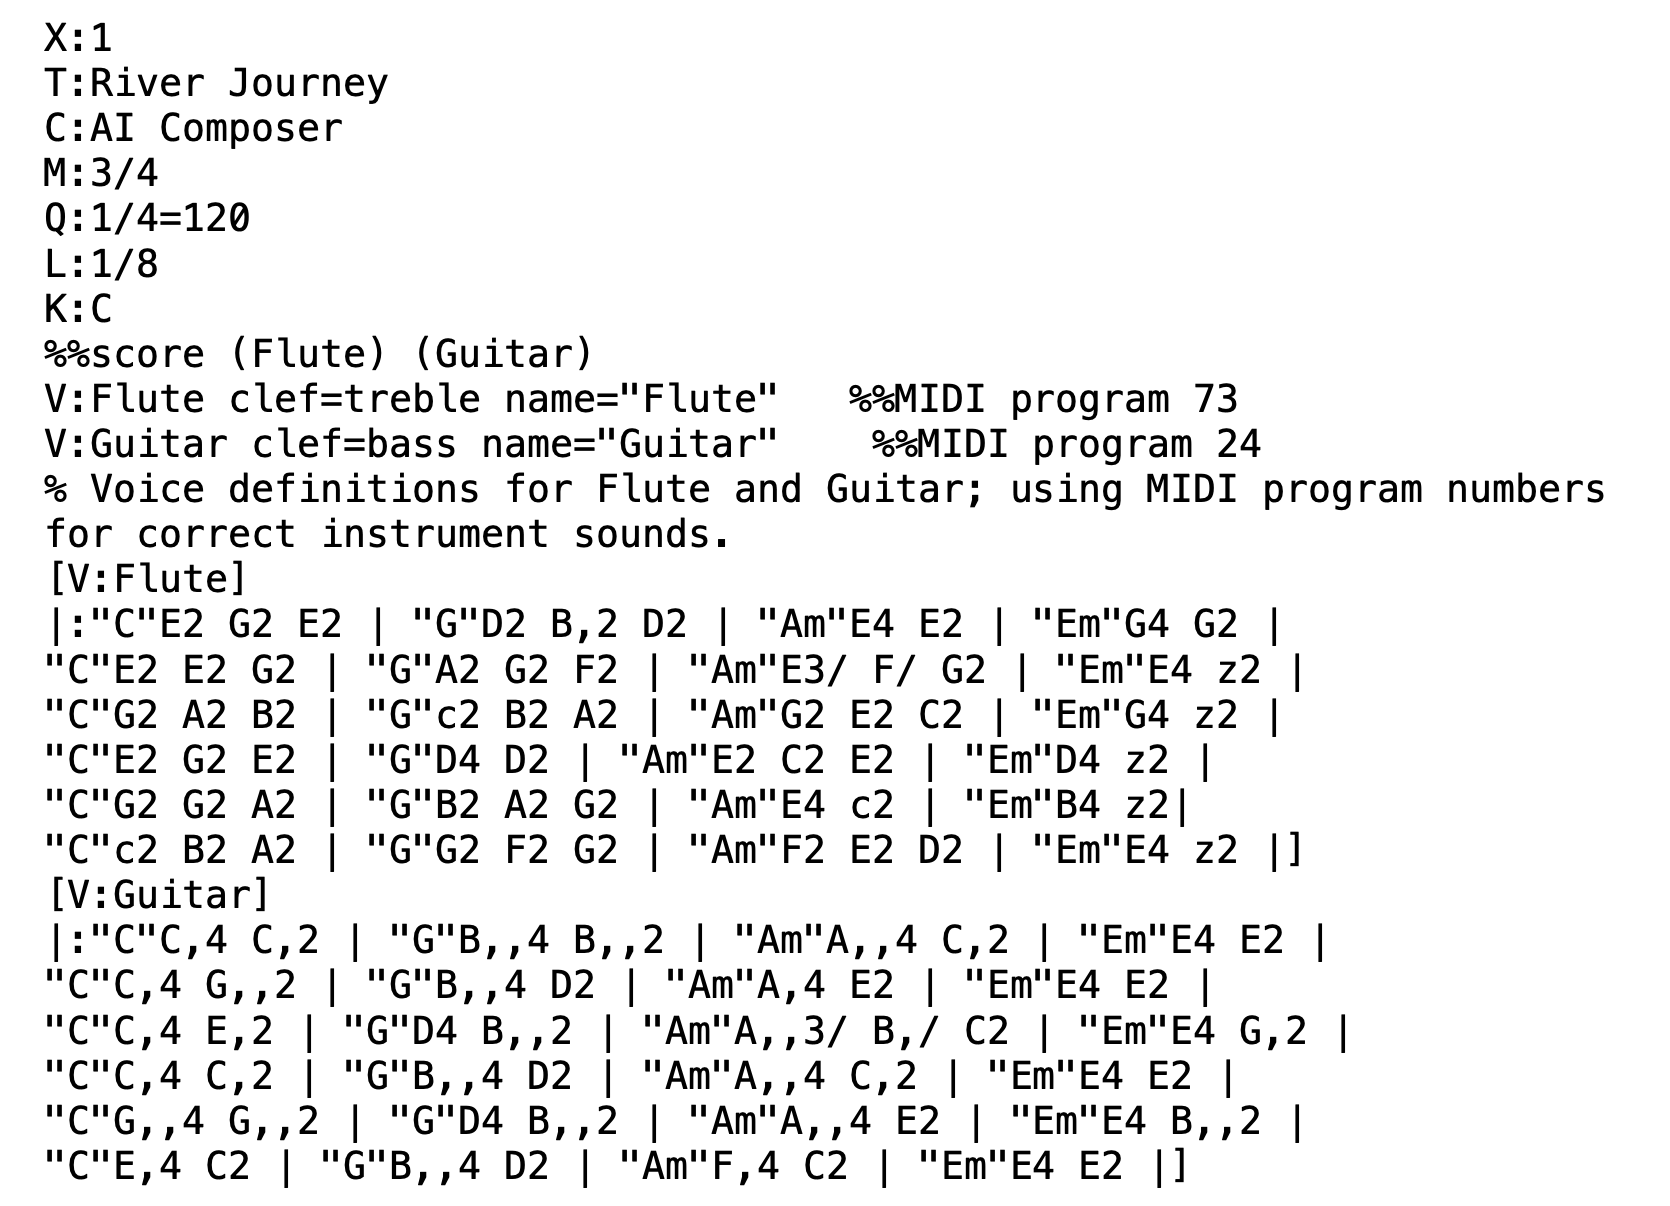 X:1
T:River Journey
C:AI Composer
M:3/4
Q:1/4=120
L:1/8
K:C
%%score (Flute) (Guitar)
V:Flute clef=treble name="Flute"   %%MIDI program 73
V:Guitar clef=bass name="Guitar"    %%MIDI program 24
% Voice definitions for Flute and Guitar; using MIDI program numbers
for correct instrument sounds.
[V:Flute]
|:"C"E2 G2 E2 | "G"D2 B,2 D2 | "Am"E4 E2 | "Em"G4 G2 |
"C"E2 E2 G2 | "G"A2 G2 F2 | "Am"E3/ F/ G2 | "Em"E4 z2 |
"C"G2 A2 B2 | "G"c2 B2 A2 | "Am"G2 E2 C2 | "Em"G4 z2 |
"C"E2 G2 E2 | "G"D4 D2 | "Am"E2 C2 E2 | "Em"D4 z2 |
"C"G2 G2 A2 | "G"B2 A2 G2 | "Am"E4 c2 | "Em"B4 z2|
"C"c2 B2 A2 | "G"G2 F2 G2 | "Am"F2 E2 D2 | "Em"E4 z2 |]
[V:Guitar]
|:"C"C,4 C,2 | "G"B,,4 B,,2 | "Am"A,,4 C,2 | "Em"E4 E2 |
"C"C,4 G,,2 | "G"B,,4 D2 | "Am"A,4 E2 | "Em"E4 E2 |
"C"C,4 E,2 | "G"D4 B,,2 | "Am"A,,3/ B,/ C2 | "Em"E4 G,2 |
"C"C,4 C,2 | "G"B,,4 D2 | "Am"A,,4 C,2 | "Em"E4 E2 |
"C"G,,4 G,,2 | "G"D4 B,,2 | "Am"A,,4 E2 | "Em"E4 B,,2 |
"C"E,4 C2 | "G"B,,4 D2 | "Am"F,4 C2 | "Em"E4 E2 |]